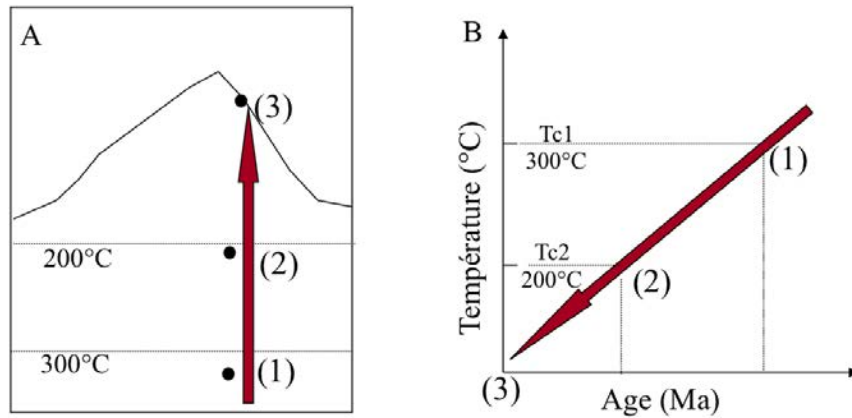 A
(3)
200°C
(2)
300°C
(1)
B
Température (°C)
Tc1
300°C
(1)
Tc2
200°C
(2)
(3)
Age (Ma)